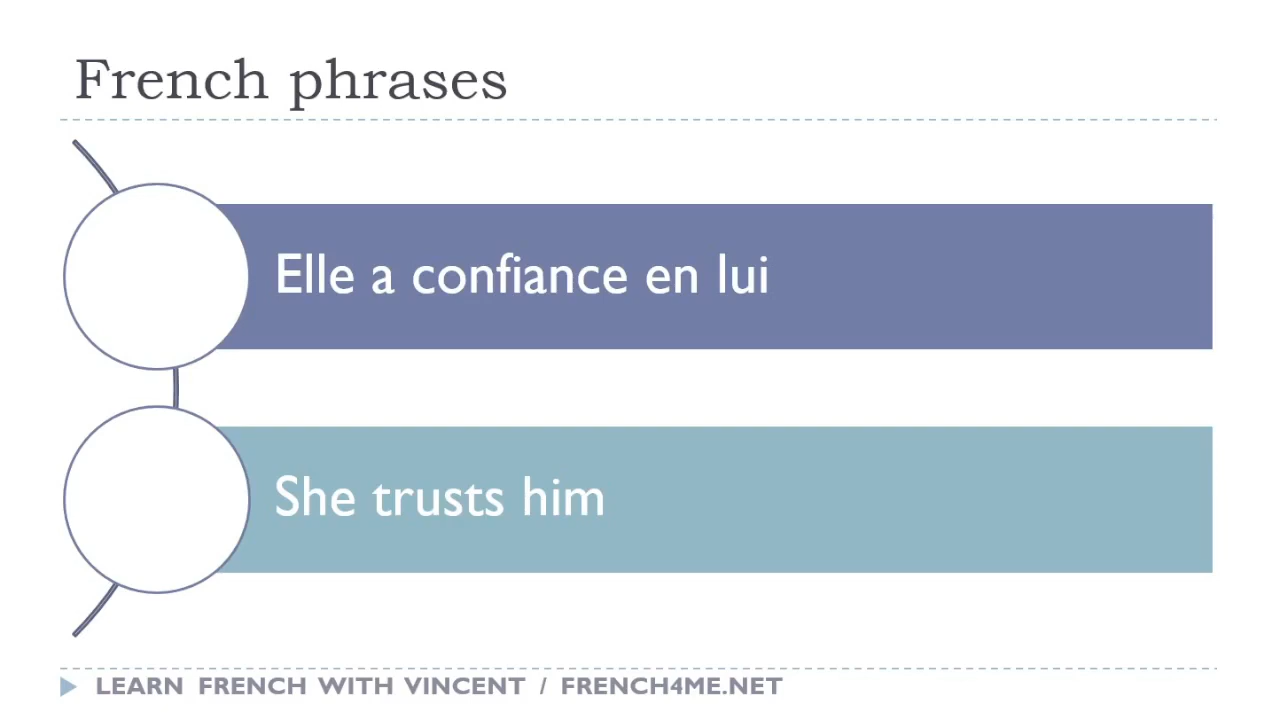 French phrases
Elle a confiance en lui
She trusts him
LEARN FRENCH WITH VINCENT / FRENCH4ME.NET